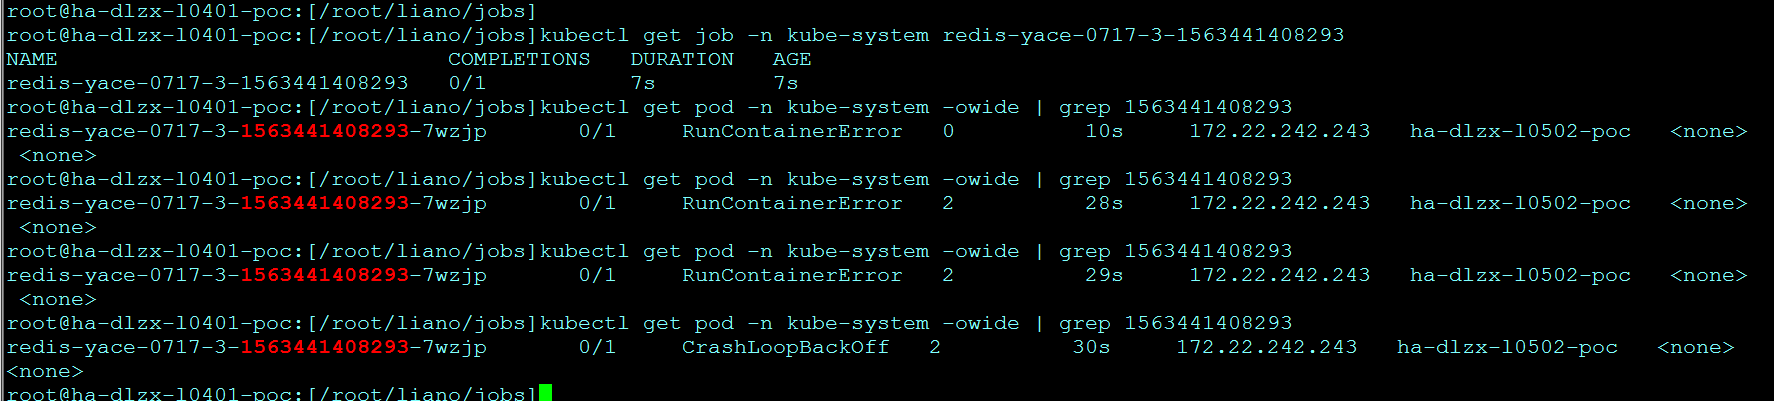 root@ha-dlzx-l0401-poc:[/root/liano/jobs]
root@ha-dlzx-l0401-poc:[/root/liano/jobs]kubectl get job -n kube-system redis-yace-0717-3-1563441408293
NAME COMPLETIONS DURATION AGE
redis-yace-0717-3-1563441408293 0/1 7s 7s
root@ha-dlzx-l0401-poc:[/root/liano/jobs]kubectl get pod -n kube-system -owide | grep 1563441408293
redis-yace-0717-3-1563441408293-7wzjp 0/1 RunContainerError 0 10s 172.22.242.243 ha-dlzx-l0502-poc <none>
<none>
root@ha-dlzx-l0401-poc:[/root/liano/jobs]kubectl get pod -n kube-system -owide | grep 1563441408293
redis-yace-0717-3-1563441408293-7wzjp 0/1 RunContainerError 2 28s 172.22.242.243 ha-dlzx-l0502-poc <none>
<none>
root@ha-dlzx-l0401-poc:[/root/liano/jobs]kubectl get pod -n kube-system -owide | grep 1563441408293
redis-yace-0717-3-1563441408293-7wzjp 0/1 RunContainerError 2 29s 172.22.242.243 ha-dlzx-l0502-poc <none>
<none>
root@ha-dlzx-l0401-poc:[/root/liano/jobs]kubectl get pod -n kube-system -owide | grep 1563441408293
redis-yace-0717-3-1563441408293-7wzjp 0/1 CrashLoopBackOff 2 30s 172.22.242.243 ha-dlzx-l0502-poc <none>
<none>
root@ha-dlzx-l0401-poc:[/root/liano/jobs]